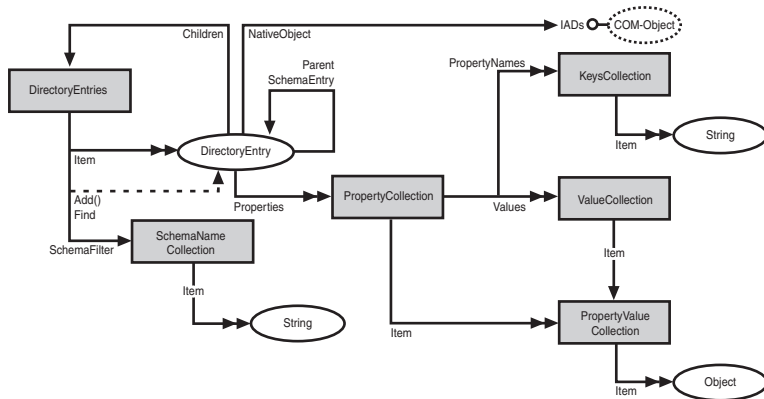 Children
NativeObject
IADs
COM-Object
Parent
SchemaEntry
PropertyNames
DirectoryEntries
KeysCollection
Item
DirectoryEntry
Item
String
Add()
Find
Properties
PropertyCollection
Values
ValueCollection
SchemaFilter
SchemaName
Collection
Item
Item
String
Item
PropertyValue
Collection
Item
Object